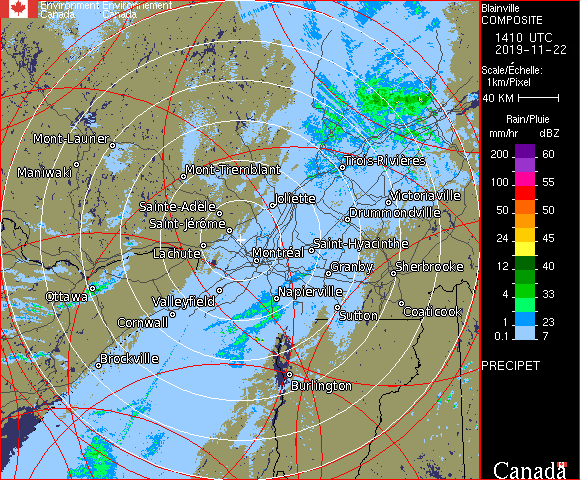 Environment Environnement
Canada Canada
Blainville
COMPOSITE
1410 UTC
2019-11-22
Scale/Échelle:
1km/Pixel
40 KM
Rain/Pluie
mm/hr dBZ
200 60
100 55
50 50
24 45
12 40
4 33
1 23
0.1 7
PRECIPET
Canada
Mont-Laurier
Maniwaki
Mont-Tremblant
Trois-Rivières
Sainte-Adèle
Joliette
Victoriaville
Saint-Jérôme
Drummondville
Lachute
Montréal
Saint-Hyacinthe
Granby
Sherbrooke
Ottawa
Valleyfield
Napierville
Cornwall
Sutton
Coaticook
Brockville
Burlington